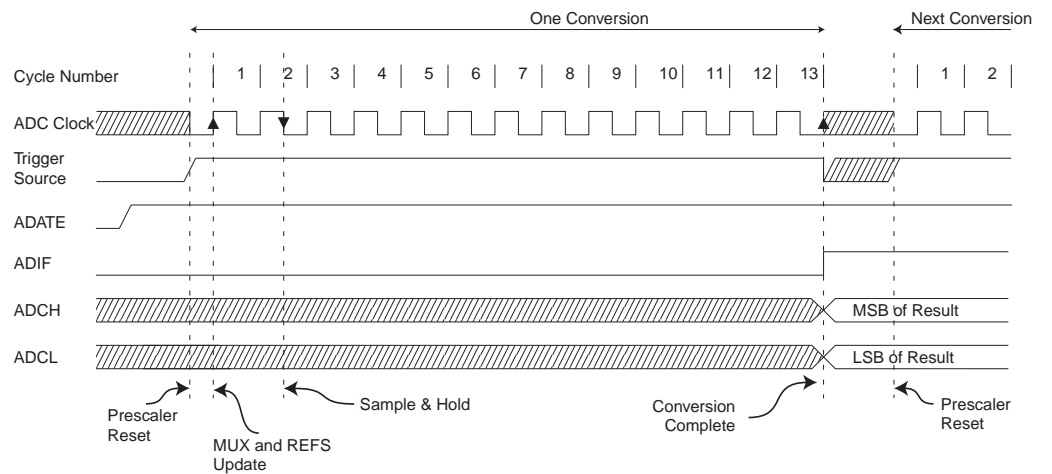 One Conversion
Next Conversion
Cycle Number
1 2 3 4 5 6 7 8 9 10 11 12 13 1 2
ADC Clock
Trigger
Source
ADATE
ADIF
ADCH
MSB of Result
ADCL
LSB of Result
Prescaler
Reset
MUX and REFS
Update
Sample & Hold
Conversion
Complete
Prescaler
Reset